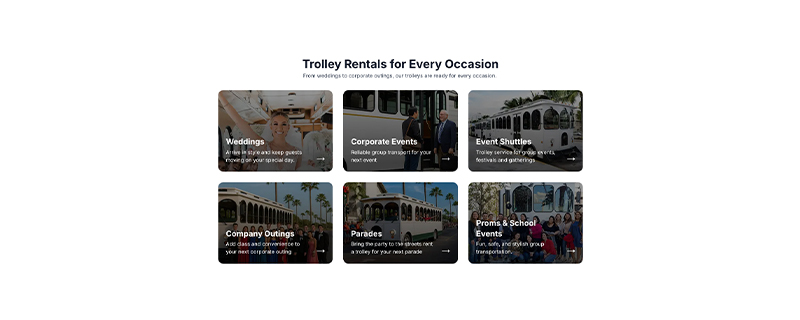 Trolley Rentals for Every Occasion
From weddings to corporate outings, our trolleys are ready for every occasion.
Weddings
Arrive in style and keep guests
moving on your special day.
Corporate Events
Reliable group transport for your
next event
Event Shuttles
Trolley service for group events,
festivals and gatherings
Company Outings
Add class and convenience to
your next corporate outing
Parades
Bring the party to the streets rent
a trolley for your next parade
Proms & School
Events
Fun, safe, and stylish group
transportation.